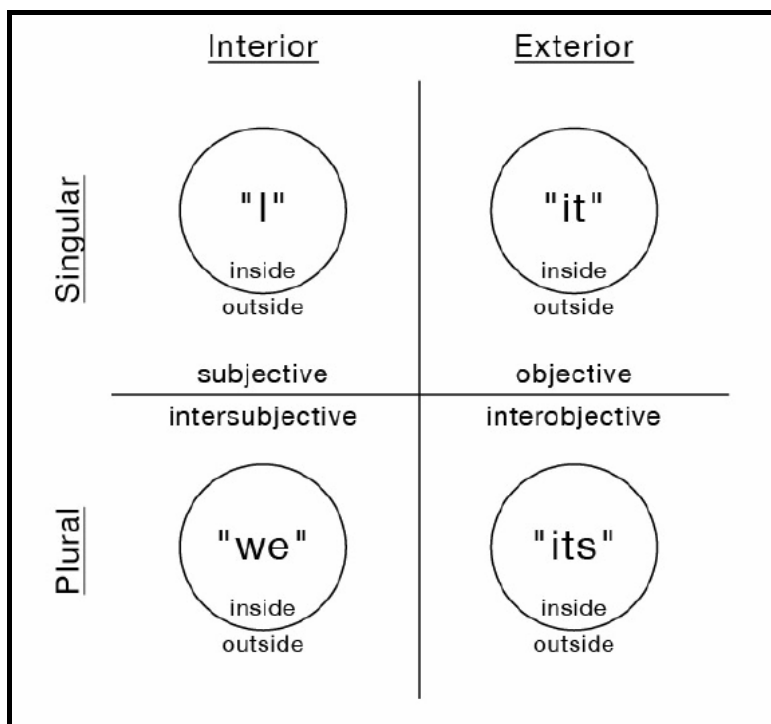 Interior Exterior
Singular
"I" "it"
inside inside
outside outside
subjective objective
intersubjective interobjective
Plural
"we" "its"
inside inside
outside outside